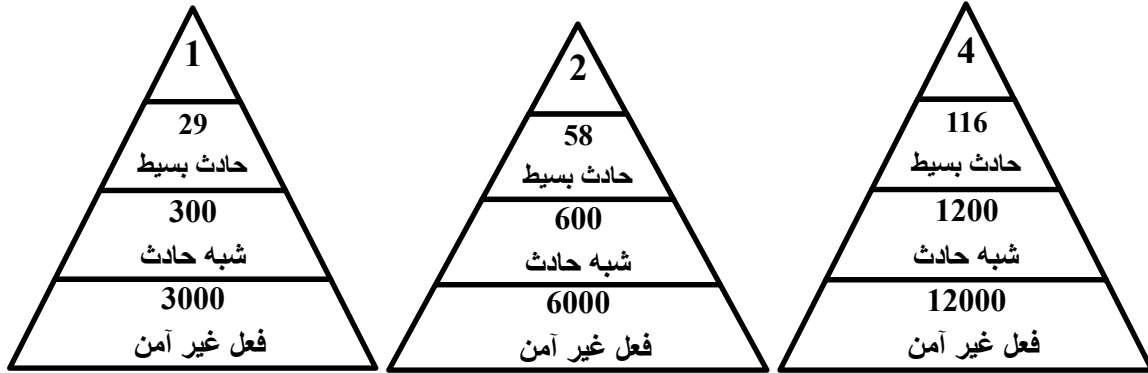 1
29
حادث بسيط
300
شبه حادث
3000
فعل غير آمن
2
58
حادث بسيط
600
شبه حادث
6000
فعل غير آمن
4
116
حادث بسيط
1200
شبه حادث
12000
فعل غير آمن